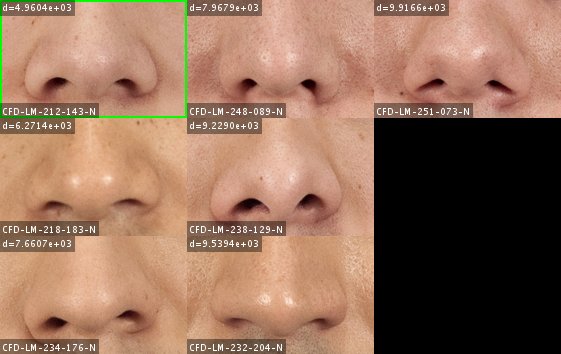 d=4.9604e+03
CFD-LM-212-143-N
d=7.9679e+03
CFD-LM-248-089-N
d=9.9166e+03
CFD-LM-251-073-N
d=6.2714e+03
CFD-LM-218-183-N
d=9.2290e+03
CFD-LM-238-129-N
d=7.6607e+03
CFD-LM-234-176-N
d=9.5394e+03
CFD-LM-232-204-N